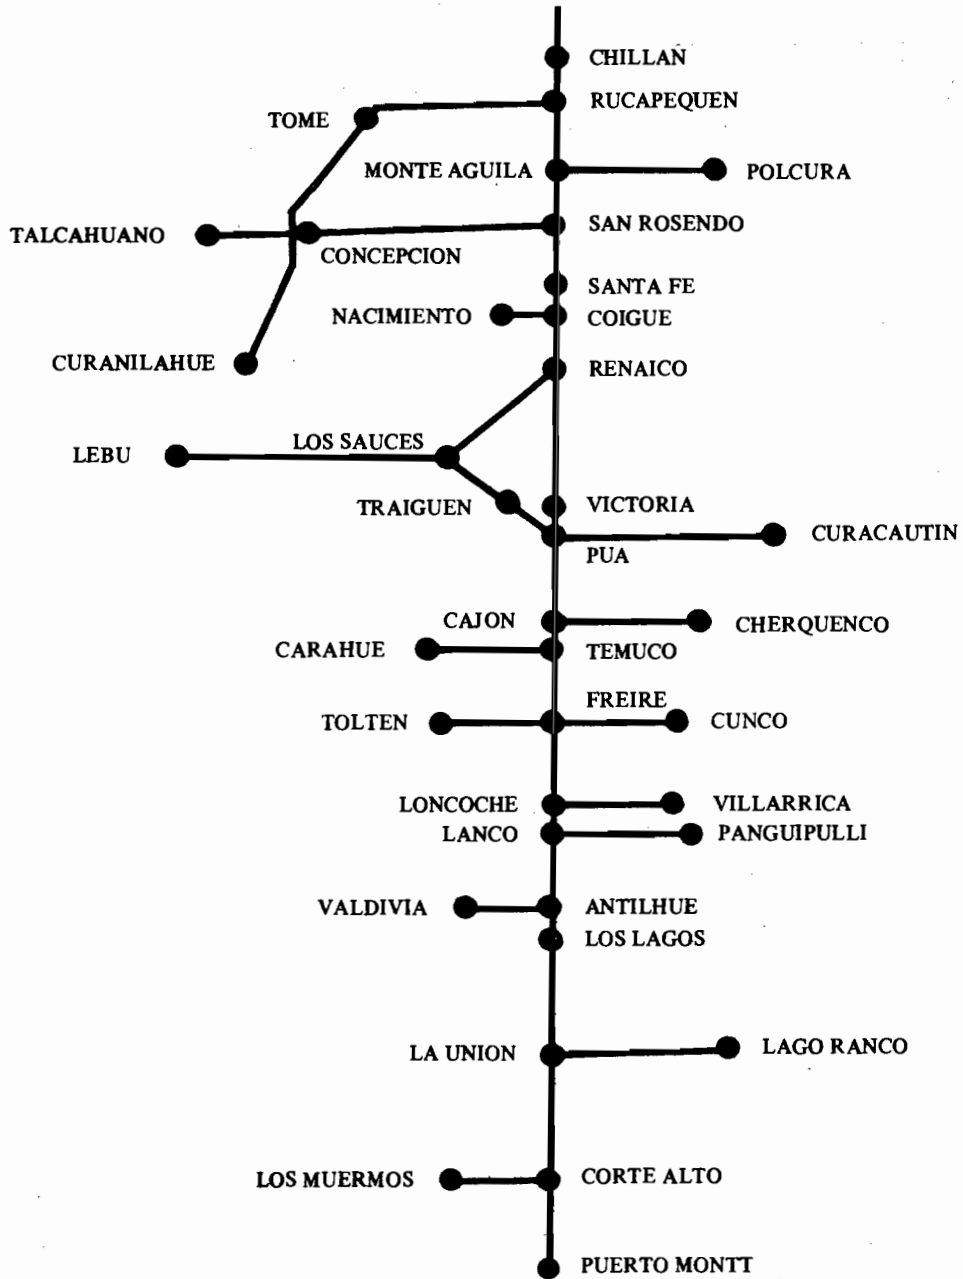 CHILLAN
RUCAPEQUEN
TOME
MONTE AGUILA
POLCURA
TALCAHUANO
SAN ROSENDO
CONCEPCION
SANTA FE
NACIMIENTO
COIGUE
CURANILAHUE
RENAICO
LEBU
LOS SAUCES
TRAIGUEN
VICTORIA
CURACAUTIN
PUA
CAJON
CHERQUENCO
CARAHUE
TEMUCO
FREIRE
TOLTEN
CUNCO
LONCOCHE
VILLARRICA
LANCO
PANGUIPULLI
VALDIVIA
ANTILHUE
LOS LAGOS
LA UNION
LAGO RANCO
LOS MUERMOS
CORTE ALTO
PUERTO MONTT